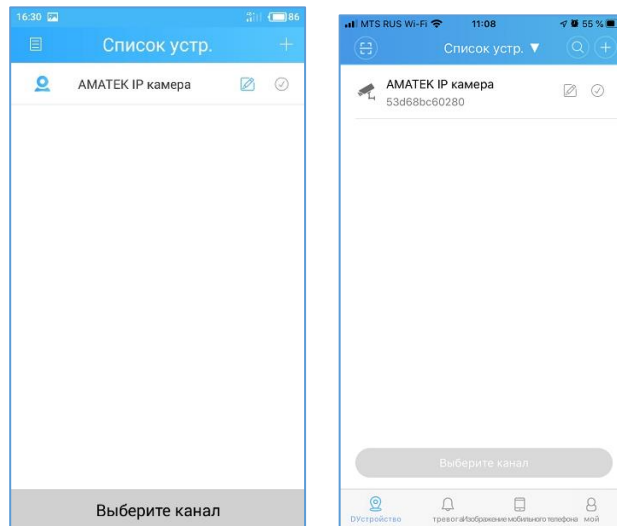 16:30 86
Список устр.
AMATEK IP камера
Выберите канал
MTS RUS Wi-Fi 11:08 55 %
Список устр. ▼
AMATEK IP камера
53d68bc60280
Выберите канал
DУстройство тревога Изображение мобильного телефона мой